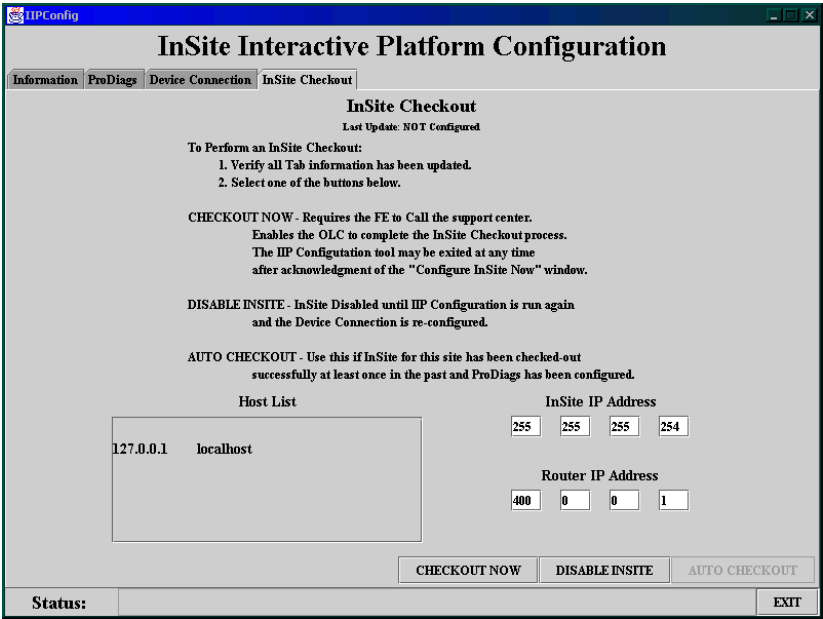 IIPConfig
InSite Interactive Platform Configuration
Information ProDiags Device Connection InSite Checkout
InSite Checkout
Last Update: NOT Configured
To Perform an InSite Checkout:
1. Verify all Tab information has been updated.
2. Select one of the buttons below.
CHECKOUT NOW - Requires the FE to Call the support center.
Enables the OLC to complete the InSite Checkout process.
The IIP Configutation tool may be exited at any time
after acknowledgment of the "Configure InSite Now" window.
DISABLE INSITE - InSite Disabled until IIP Configuration is run again
and the Device Connection is re-configured.
AUTO CHECKOUT - Use this if InSite for this site has been checked-out
successfully at least once in the past and ProDiags has been configured.
Host List
127.0.0.1 localhost
InSite IP Address
255 255 255 254
Router IP Address
400 0 0 1
CHECKOUT NOW DISABLE INSITE AUTO CHECKOUT
Status: EXIT